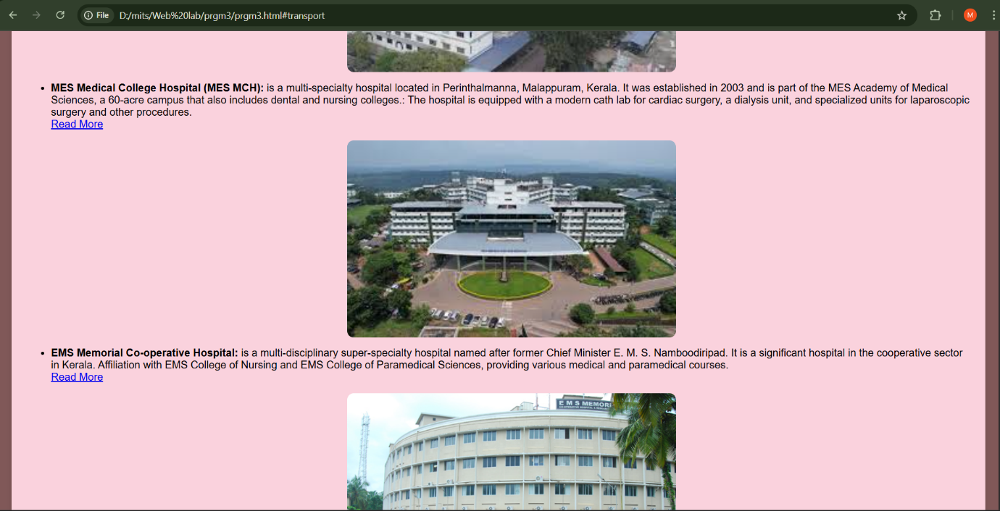 File
D:/mits/Web%20lab/prgm3/prgm3.html#transport
M
MES Medical College Hospital (MES MCH): is a multi-specialty hospital located in Perinthalmanna, Malappuram, Kerala. It was established in 2003 and is part of the MES Academy of Medical
Sciences, a 60-acre campus that also includes dental and nursing colleges.: The hospital is equipped with a modern cath lab for cardiac surgery, a dialysis unit, and specialized units for laparoscopic
surgery and other procedures.
Read More
EMS Memorial Co-operative Hospital: is a multi-disciplinary super-specialty hospital named after former Chief Minister E. M. S. Namboodiripad. It is a significant hospital in the cooperative sector
in Kerala. Affiliation with EMS College of Nursing and EMS College of Paramedical Sciences, providing various medical and paramedical courses.
Read More
E M S MEMORI